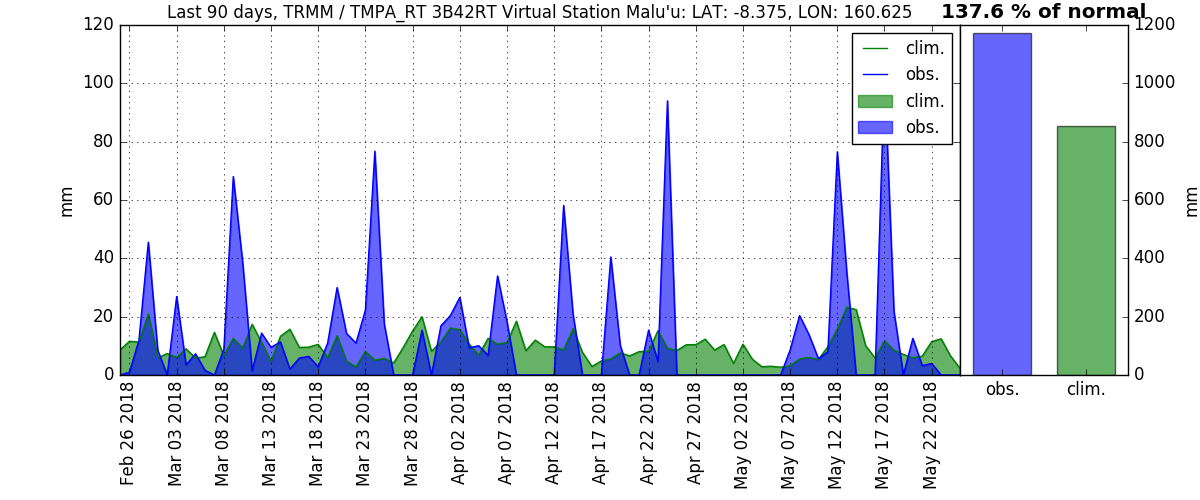 Last 90 days, TRMM / TMPA_RT 3B42RT Virtual Station Malu'u: LAT: -8.375, LON: 160.625
137.6 % of normal
120
100
80
60
40
20
0
mm
clim.
obs.
clim.
obs.
Feb 26 2018
Mar 03 2018
Mar 08 2018
Mar 13 2018
Mar 18 2018
Mar 23 2018
Mar 28 2018
Apr 02 2018
Apr 07 2018
Apr 12 2018
Apr 17 2018
Apr 22 2018
Apr 27 2018
May 02 2018
May 07 2018
May 12 2018
May 17 2018
May 22 2018
1200
1000
800
600
400
200
0
mm
obs.
clim.